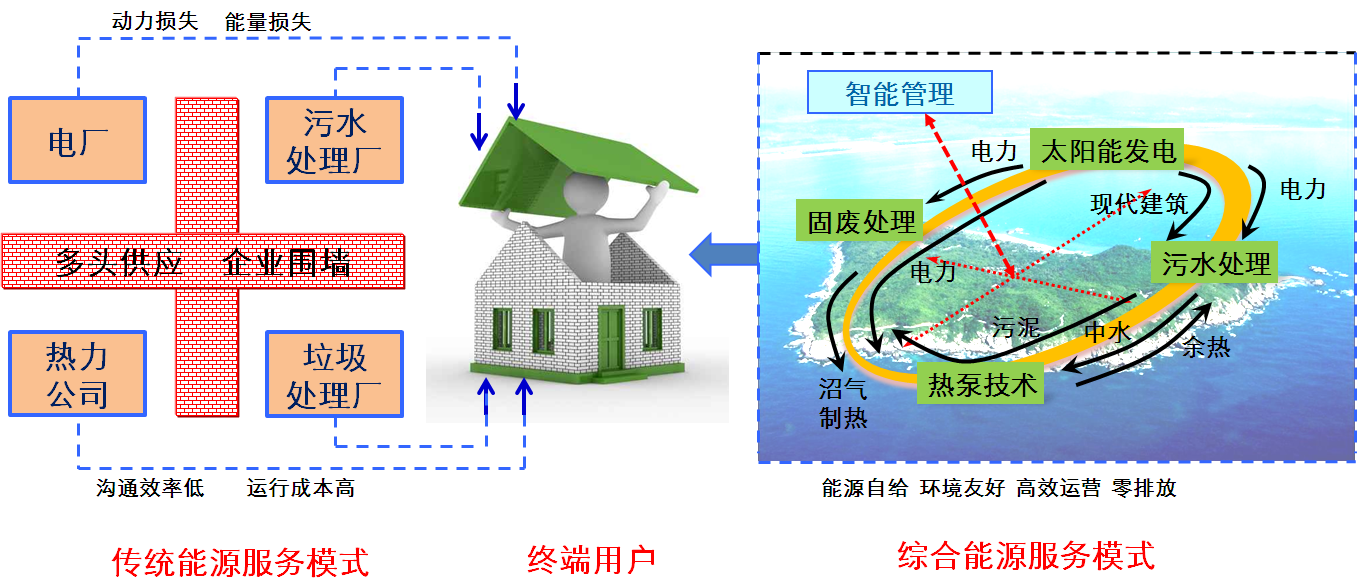 动力损失 能量损失
电厂
污水
处理厂
多头供应 企业围墙
热力
公司
垃圾
处理厂
沟通效率低 运行成本高
传统能源服务模式
终端用户
智能管理
电力
太阳能发电
电力
现代建筑
固废处理
污水处理
电力
污泥
中水
余热
沼气
制热
热泵技术
能源自给 环境友好 高效运营 零排放
综合能源服务模式